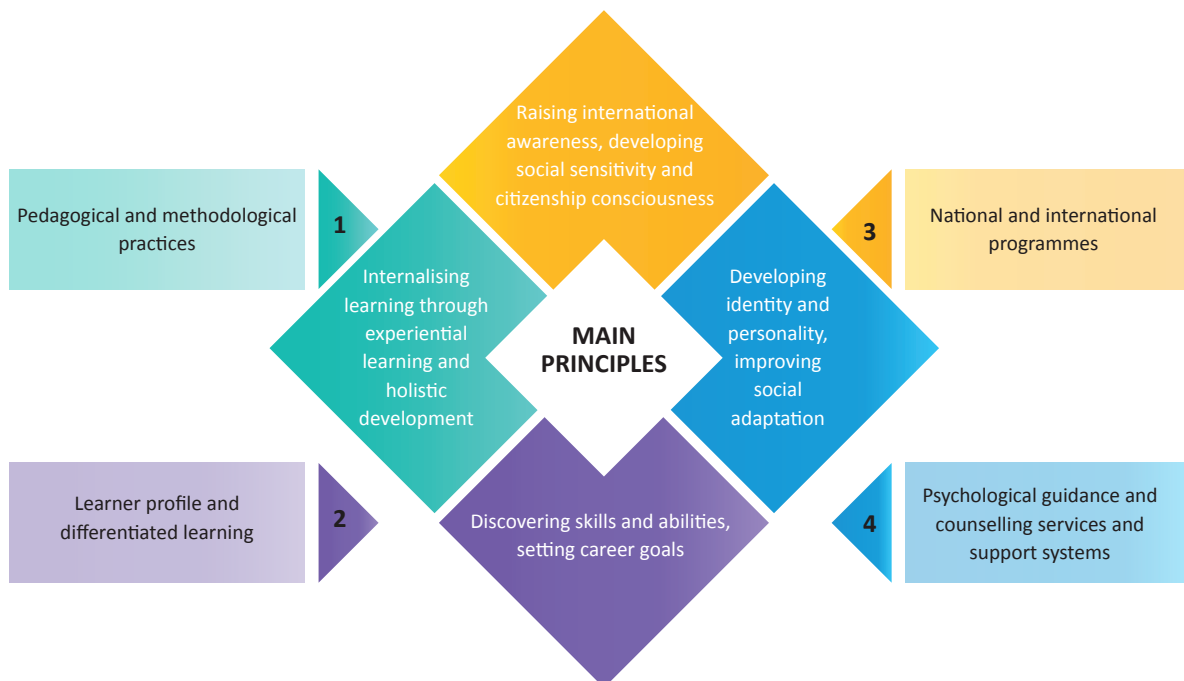 Raising international
awareness, developing
social sensitivity and
citizenship consciousness
Pedagogical and methodological
practices
1
3
National and international
programmes
Internalising
learning through
experiential
learning and
holistic
development
MAIN
PRINCIPLES
Developing
identity and
personality,
improving
social
adaptation
Learner profile and
differentiated learning
2
Discovering skills and abilities,
setting career goals
4
Psychological guidance and
counselling services and
support systems